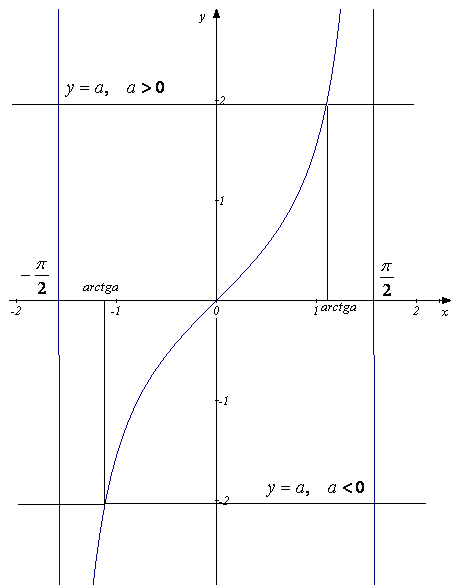 y
y = a, a > 0
2
1
-π/2
arctga
π/2
-2
-1
0
1
arctga
2
x
-1
y = a, a < 0
-2